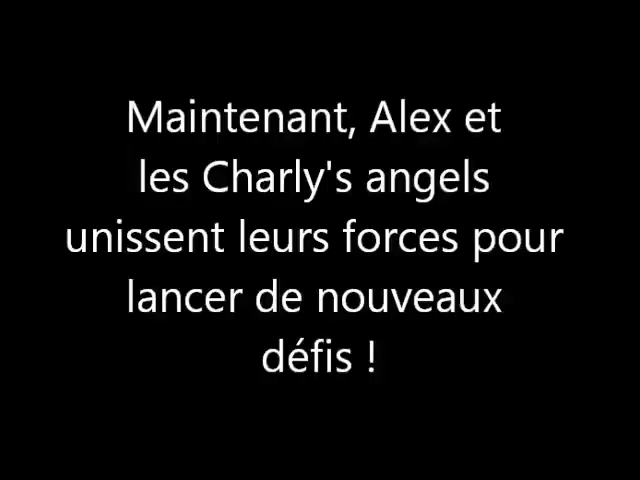 Maintenant, Alex et
les Charly's angels
unissent leurs forces pour
lancer de nouveaux
défis !